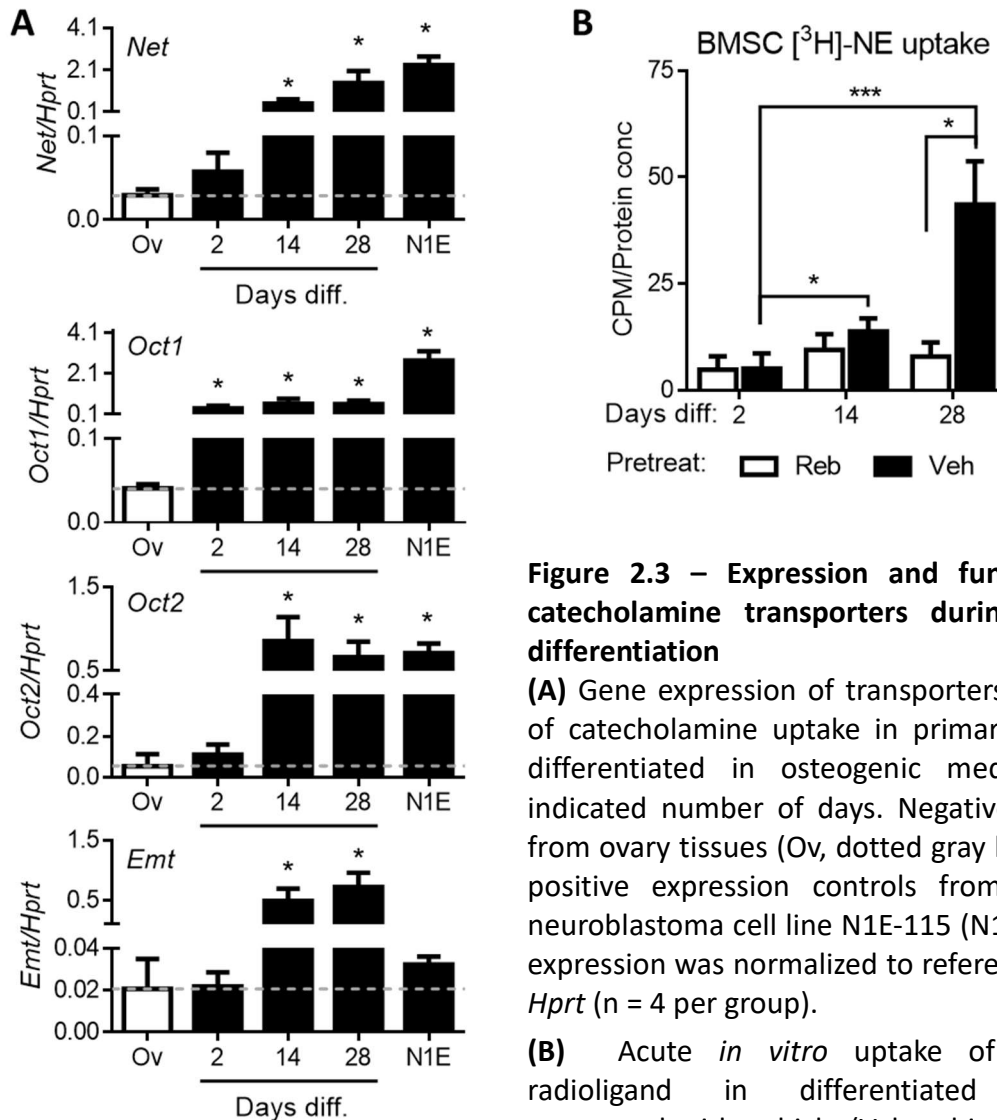 A
Net
Net/Hprt
4.1
2.1
0.1
0.1
0.0
* * *
Ov 2 14 28 N1E
Days diff.
Oct1
Oct1/Hprt
4.1
2.1
0.1
0.1
0.0
* * * *
Ov 2 14 28 N1E
Oct2
Oct2/Hprt
1.5
0.5
0.4
0.2
0.0
* * *
Ov 2 14 28 N1E
Emt
Emt/Hprt
1.5
0.5
0.04
0.02
0.00
* *
Ov 2 14 28 N1E
Days diff.
B
BMSC [³H]-NE uptake
CPM/Protein conc
75
50
25
0
***
*
*
Days diff: 2 14 28
Pretreat: Reb Veh
Figure 2.3 – Expression and fun
catecholamine transporters durin
differentiation
(A) Gene expression of transporters
of catecholamine uptake in primar
differentiated in osteogenic med
indicated number of days. Negativ
from ovary tissues (Ov, dotted gray
positive expression controls from
neuroblastoma cell line N1E-115 (N1
expression was normalized to refere
Hprt (n = 4 per group).
(B) Acute in vitro uptake of
radioligand in differentiated